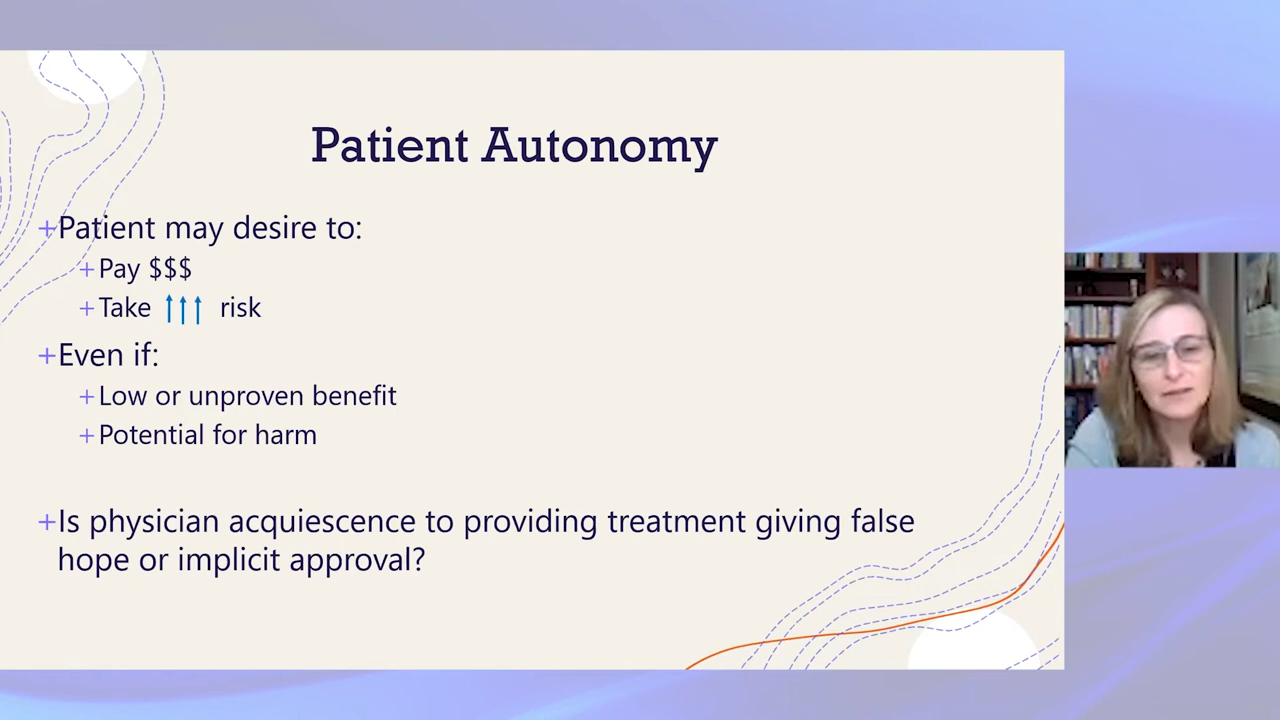 Patient Autonomy
+Patient may desire to:
+Pay $$$
+Take ↑↑↑ risk
+Even if:
+Low or unproven benefit
+Potential for harm
+Is physician acquiescence to providing treatment giving false
hope or implicit approval?